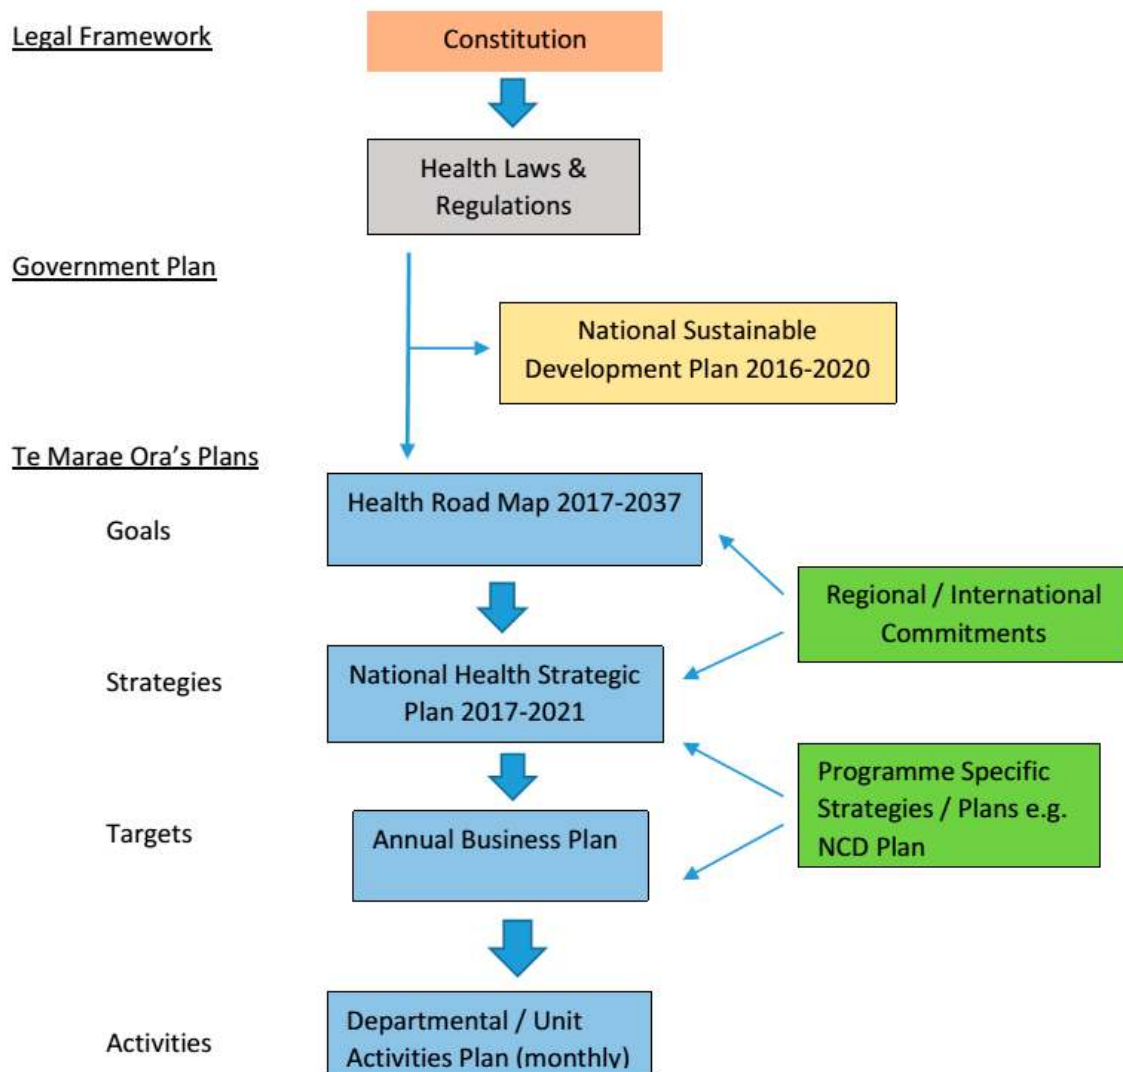 Legal Framework
Constitution
Health Laws &
Regulations
Government Plan
National Sustainable
Development Plan 2016-2020
Te Marae Ora’s Plans
Health Road Map 2017-2037
Goals
Regional / International
Commitments
National Health Strategic
Plan 2017-2021
Strategies
Programme Specific
Strategies / Plans e.g.
NCD Plan
Annual Business Plan
Targets
Departmental / Unit
Activities Plan (monthly)
Activities